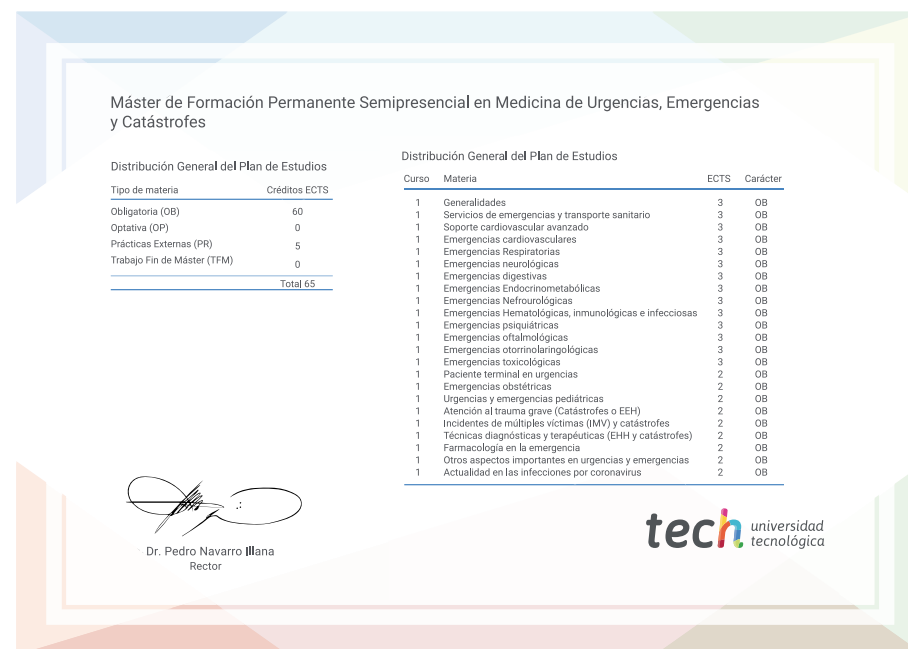 Máster de Formación Permanente Semipresencial en Medicina de Urgencias, Emergencias
y Catástrofes
Distribución General del Plan de Estudios
Tipo de materia Créditos ECTS
Obligatoria (OB) 60
Optativa (OP) 0
Prácticas Externas (PR) 5
Trabajo Fin de Máster (TFM) 0
Total 65
Distribución General del Plan de Estudios
Curso Materia ECTS Carácter
1 Generalidades 3 OB
1 Servicios de emergencias y transporte sanitario 3 OB
1 Soporte cardiovascular avanzado 3 OB
1 Emergencias cardiovasculares 3 OB
1 Emergencias Respiratorias 3 OB
1 Emergencias neurológicas 3 OB
1 Emergencias digestivas 3 OB
1 Emergencias Endocrinometabólicas 3 OB
1 Emergencias Nefrourológicas 3 OB
1 Emergencias Hematológicas, inmunológicas e infecciosas 3 OB
1 Emergencias psiquiátricas 3 OB
1 Emergencias oftalmológicas 3 OB
1 Emergencias otorrinolaringológicas 3 OB
1 Emergencias toxicológicas 3 OB
1 Paciente terminal en urgencias 2 OB
1 Emergencias obstétricas 2 OB
1 Urgencias y emergencias pediátricas 2 OB
1 Atención al trauma grave (Catástrofes o EEH) 2 OB
1 Incidentes de múltiples víctimas (IMV) y catástrofes 2 OB
1 Técnicas diagnósticas y terapéuticas (EHH y catástrofes) 2 OB
1 Farmacología en la emergencia 2 OB
1 Otros aspectos importantes en urgencias y emergencias 2 OB
1 Actualidad en las infecciones por coronavirus 2 OB
Dr. Pedro Navarro Illana
Rector
tech universidad
tecnológica